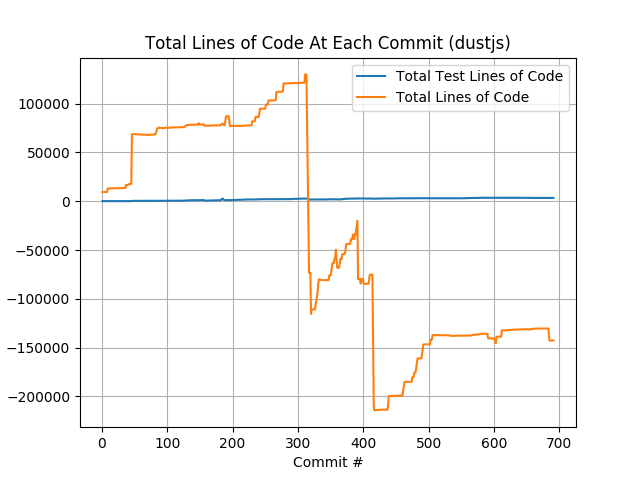 Total Lines of Code At Each Commit (dustjs)
Total Test Lines of Code
Total Lines of Code
100000
50000
0
−50000
−100000
−150000
−200000
0 100 200 300 400 500 600 700
Commit #